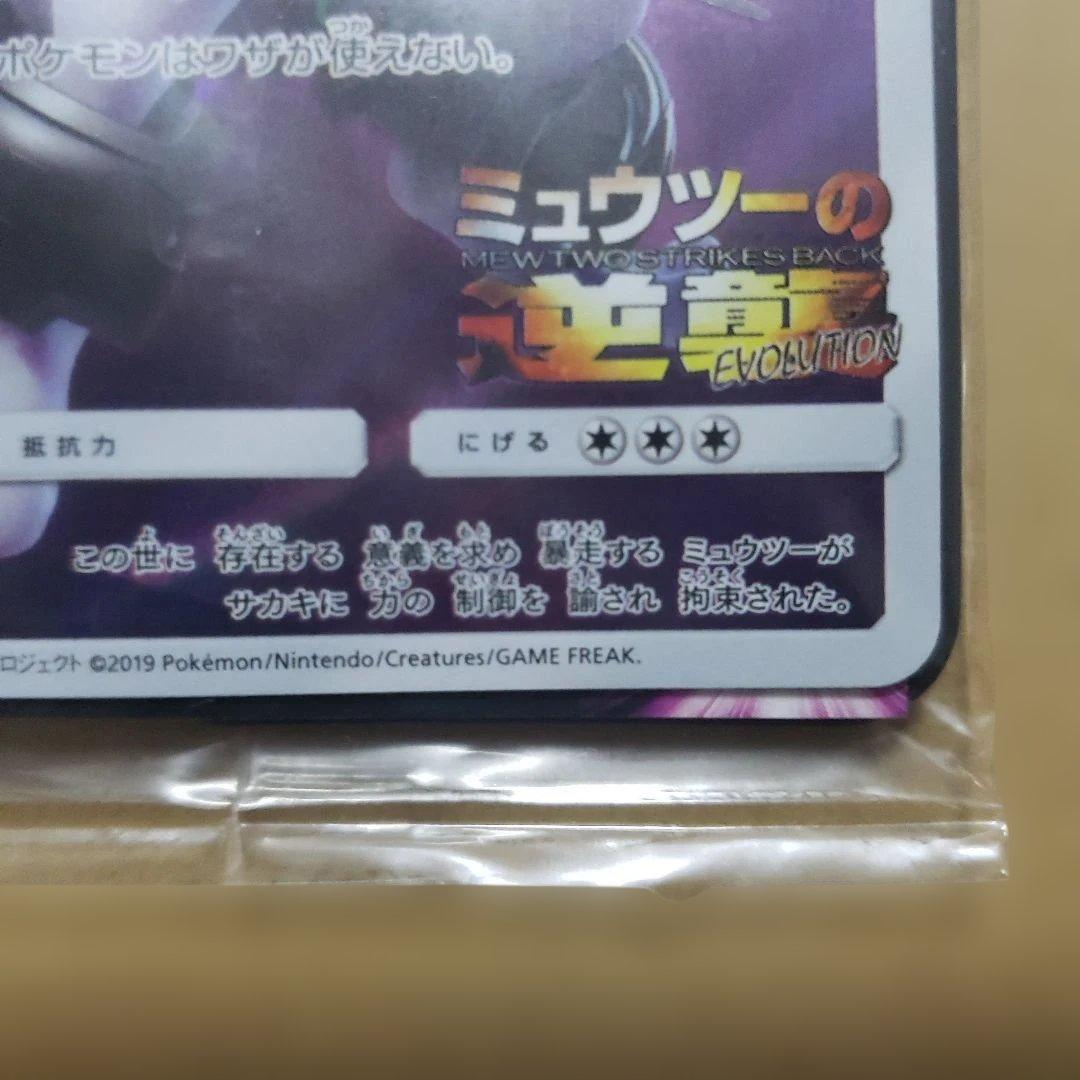 ポケモンはワザが使えない。
ミュウツーの
MEWTWO STRIKES BACK
逆襲
EVOLUTION
抵抗力
にげる
この世に 存在する 意義を求め 暴走する ミュウツーが
サカキに 力の 制御を 諭され 拘束された。
ロジェクト ©2019 Pokémon/Nintendo/Creatures/GAME FREAK.